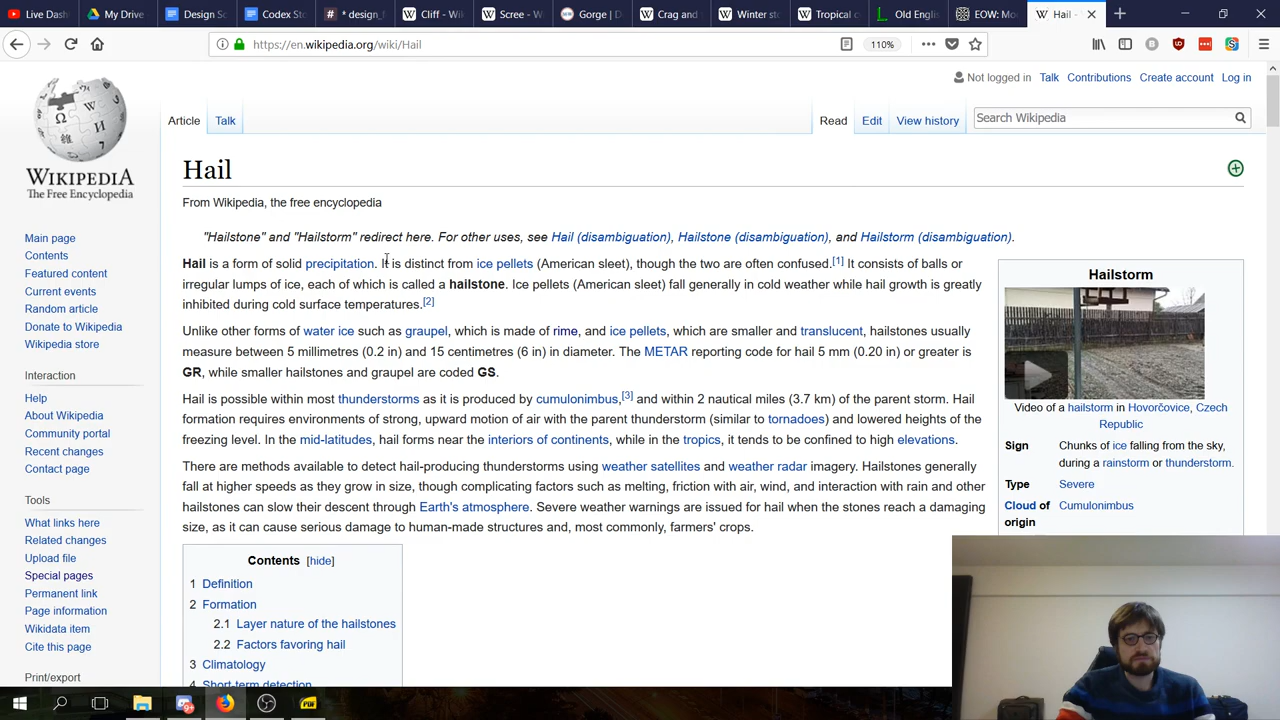 Live Dash
My Drive
Design S
Codex St
* design_
Cliff - Wi
Scree - W
Gorge | D
Crag and
Winter st
Tropical c
Old Engli
EOW: Mo
Hail -
https://en.wikipedia.org/wiki/Hail
110%
Not logged in Talk Contributions Create account Log in
Article Talk
Read Edit View history
Search Wikipedia
WIKIPEDIA
The Free Encyclopedia
Main page
Contents
Featured content
Current events
Random article
Donate to Wikipedia
Wikipedia store
Interaction
Help
About Wikipedia
Community portal
Recent changes
Contact page
Tools
What links here
Related changes
Upload file
Special pages
Permanent link
Page information
Wikidata item
Cite this page
Print/export
Hail
From Wikipedia, the free encyclopedia
"Hailstone" and "Hailstorm" redirect here. For other uses, see Hail (disambiguation), Hailstone (disambiguation), and Hailstorm (disambiguation).
Hail is a form of solid precipitation. It is distinct from ice pellets (American sleet), though the two are often confused.[1] It consists of balls or
irregular lumps of ice, each of which is called a hailstone. Ice pellets (American sleet) fall generally in cold weather while hail growth is greatly
inhibited during cold surface temperatures.[2]
Unlike other forms of water ice such as graupel, which is made of rime, and ice pellets, which are smaller and translucent, hailstones usually
measure between 5 millimetres (0.2 in) and 15 centimetres (6 in) in diameter. The METAR reporting code for hail 5 mm (0.20 in) or greater is
GR, while smaller hailstones and graupel are coded GS.
Hail is possible within most thunderstorms as it is produced by cumulonimbus,[3] and within 2 nautical miles (3.7 km) of the parent storm. Hail
formation requires environments of strong, upward motion of air with the parent thunderstorm (similar to tornadoes) and lowered heights of the
freezing level. In the mid-latitudes, hail forms near the interiors of continents, while in the tropics, it tends to be confined to high elevations.
There are methods available to detect hail-producing thunderstorms using weather satellites and weather radar imagery. Hailstones generally
fall at higher speeds as they grow in size, though complicating factors such as melting, friction with air, wind, and interaction with rain and other
hailstones can slow their descent through Earth's atmosphere. Severe weather warnings are issued for hail when the stones reach a damaging
size, as it can cause serious damage to human-made structures and, most commonly, farmers' crops.
Contents [hide]
1 Definition
2 Formation
2.1 Layer nature of the hailstones
2.2 Factors favoring hail
3 Climatology
4 Short-term detection
Hailstorm
Video of a hailstorm in Hovorčovice, Czech
Republic
Sign Chunks of ice falling from the sky,
during a rainstorm or thunderstorm.
Type Severe
Cloud of Cumulonimbus
origin